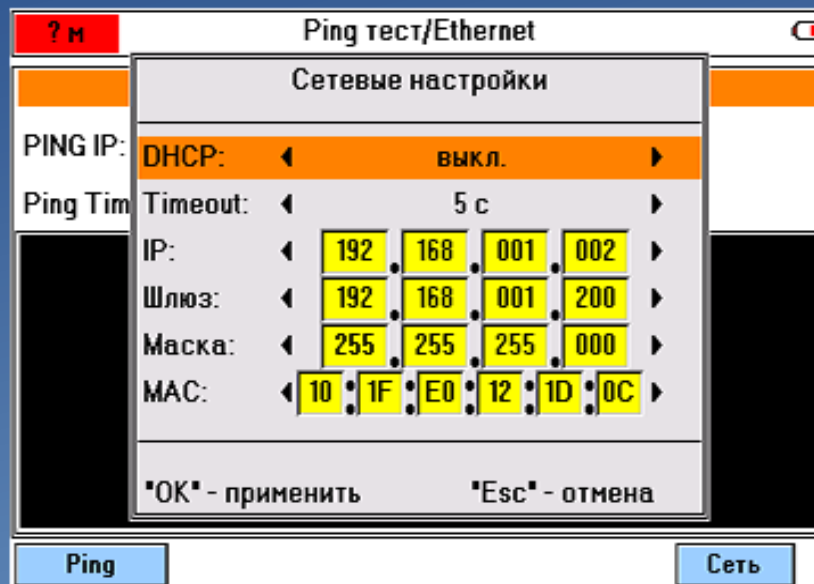 ? м Ping тест/Ethernet
Сетевые настройки
PING IP:
DHCP: выкл.
Ping Tim
Timeout: 5 с
IP: 192.168.001.002
Шлюз: 192.168.001.200
Маска: 255.255.255.000
MAC: 10:1F:E0:12:1D:0C
"OK" - применить "Esc" - отмена
Ping Сеть